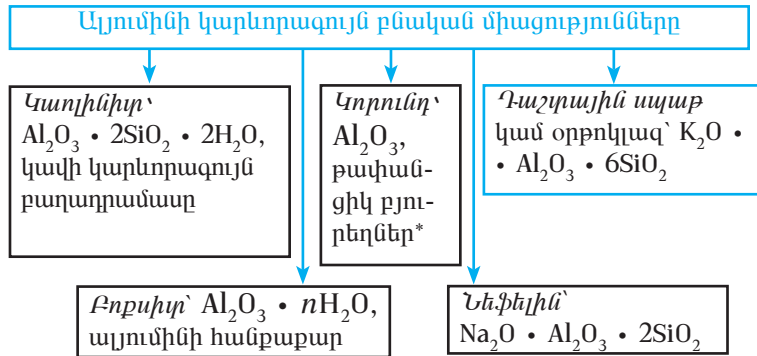 Ալյումինի կարևորագույն բնական միացությունները
Կաոլինիտ՝
Al₂O₃ • 2SiO₂ • 2H₂O,
կավի կարևորագույն
բաղադրամասը
Կորունդ՝
Al₂O₃,
թափան-
ցիկ բյու-
րեղներ*
Դաշտային սպաթ
կամ օրթոկլազ՝ K₂O •
• Al₂O₃ • 6SiO₂
Բոքսիտ՝ Al₂O₃ • nH₂O,
ալյումինի հանքաքար
Նեֆելին՝
Na₂O • Al₂O₃ • 2SiO₂